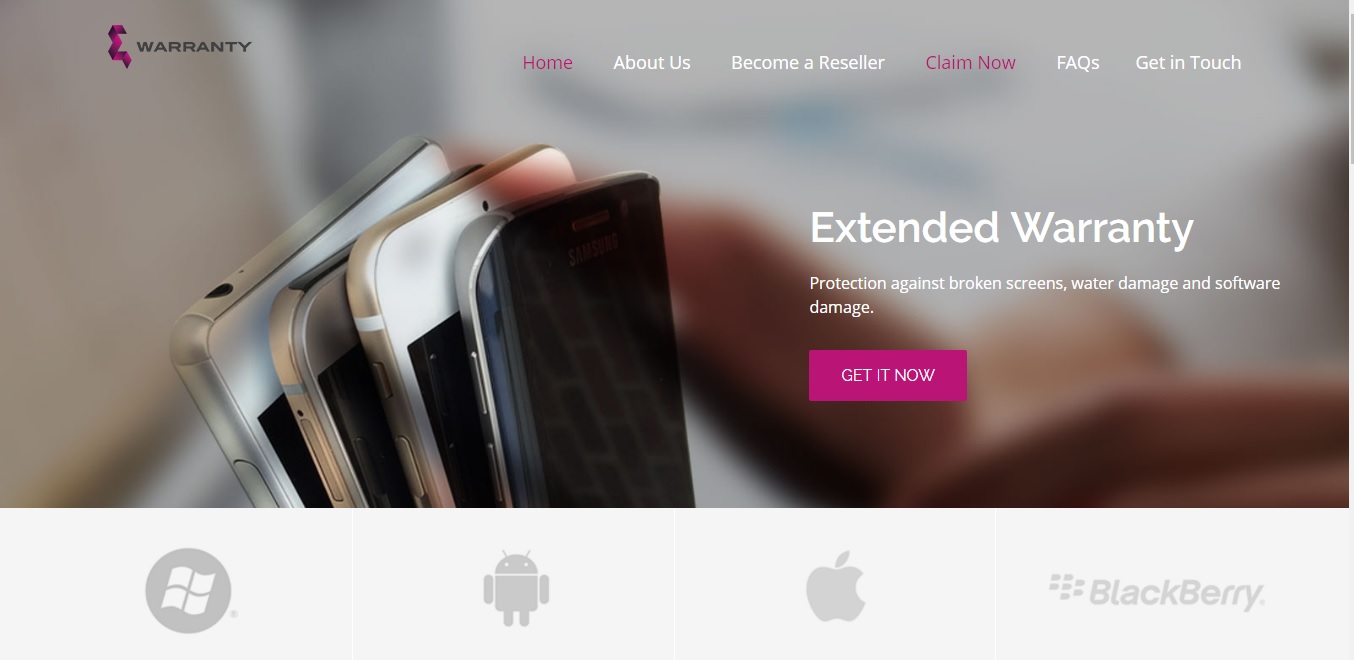 WARRANTY
Home About Us Become a Reseller Claim Now FAQs Get in Touch
SAMSUNG
Extended Warranty
Protection against broken screens, water damage and software
damage.
GET IT NOW
BlackBerry